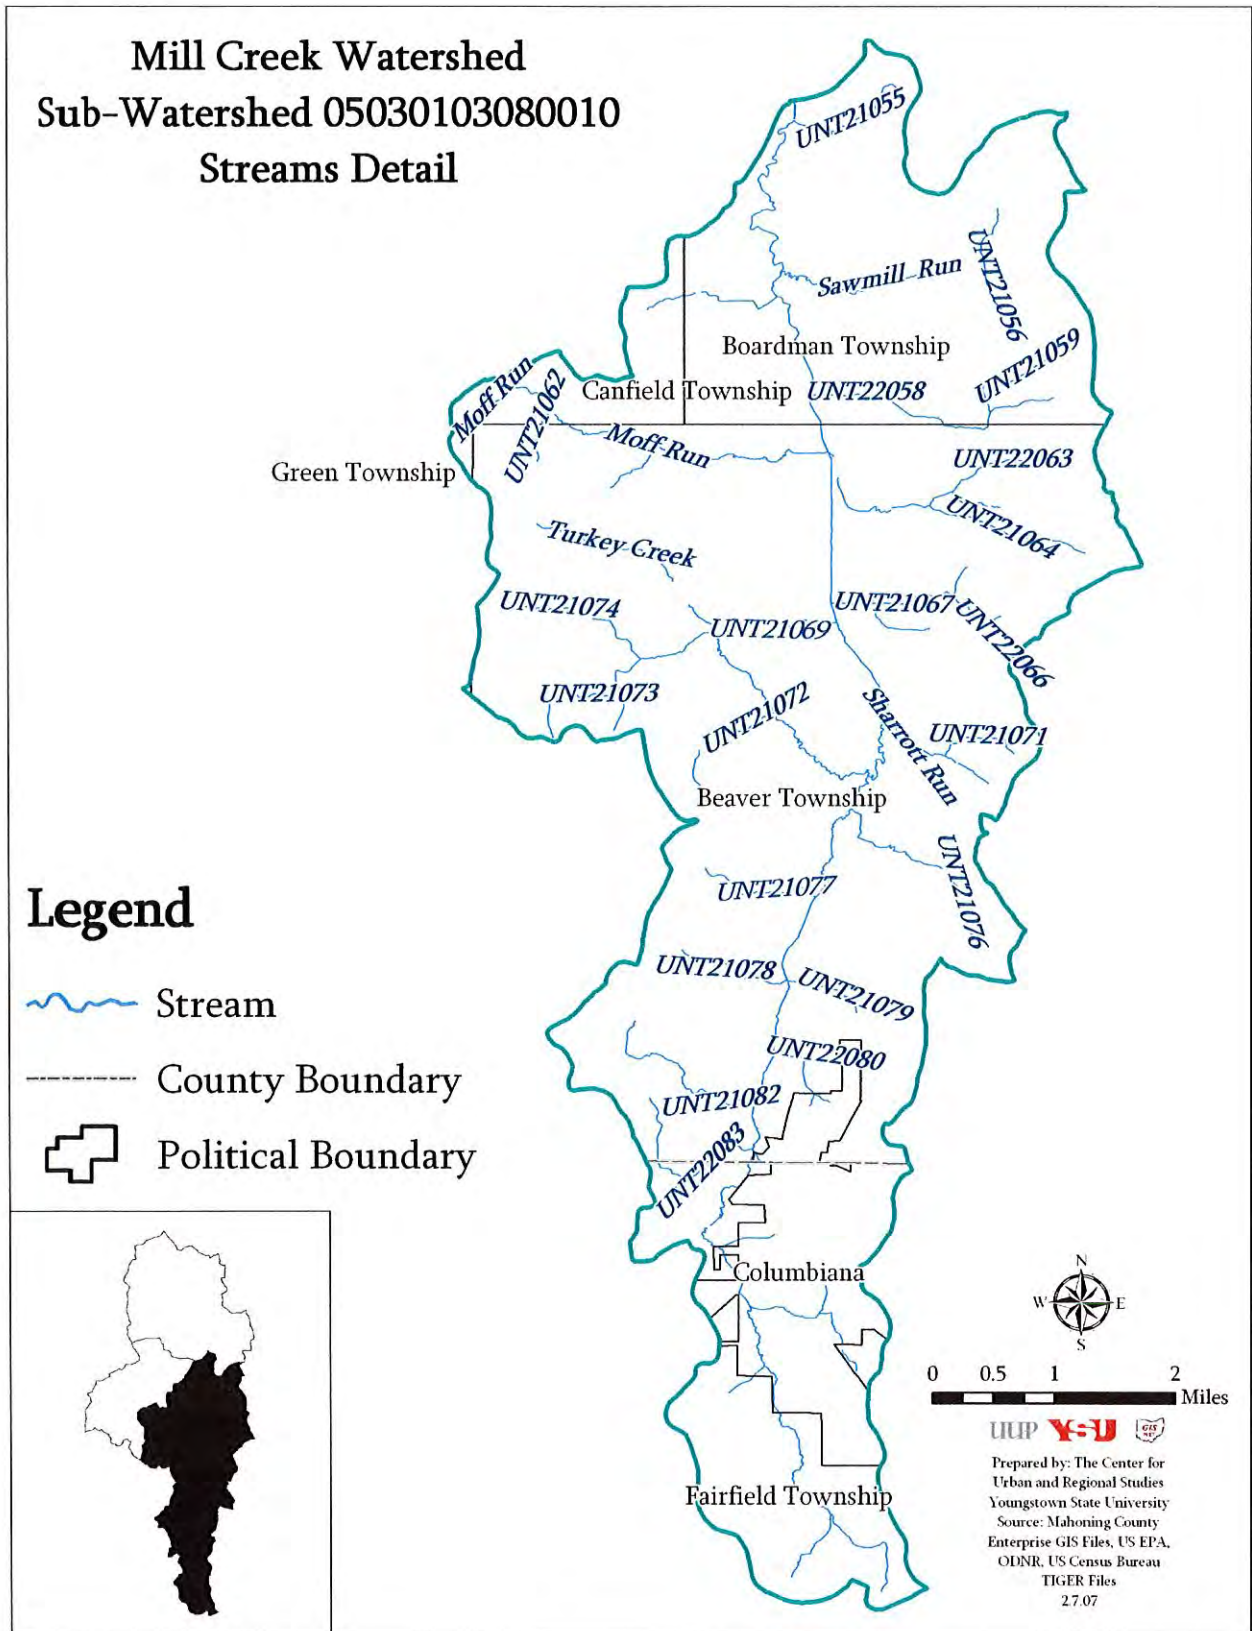 Mill Creek Watershed
Sub-Watershed 05030103080010
Streams Detail
UNT21055
UNT21056
Sawmill Run
Boardman Township
UNT21059
Moff Run
UNT21062
Canfield Township
UNT22058
Green Township
Moff Run
UNT22063
UNT21064
Turkey Creek
UNT21074
UNT21067
UNT22066
UNT21069
UNT21073
UNT21072
Sharrott Run
UNT21071
Beaver Township
UNT21077
UNT21076
UNT21078
UNT21079
UNT22080
UNT21082
UNT22083
Columbiana
Fairfield Township
Legend
Stream
County Boundary
Political Boundary
N
W E
S
0 0.5 1 2
Miles
UUP YSU GIS
Prepared by: The Center for
Urban and Regional Studies
Youngstown State University
Source: Mahoning County
Enterprise GIS Files, US EPA,
ODNR, US Census Bureau
TIGER Files
2.7.07